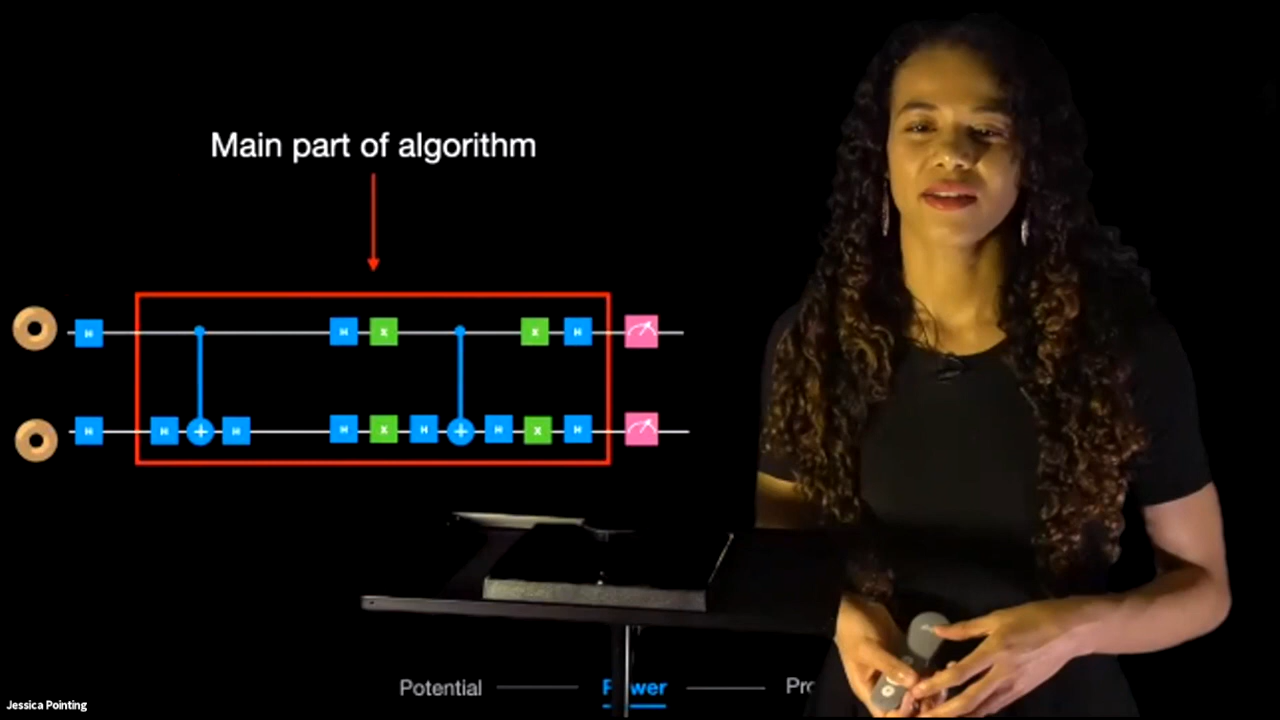 Main part of algorithm
H H X X H
H H H H X H H X H
Potential Power
Jessica Pointing